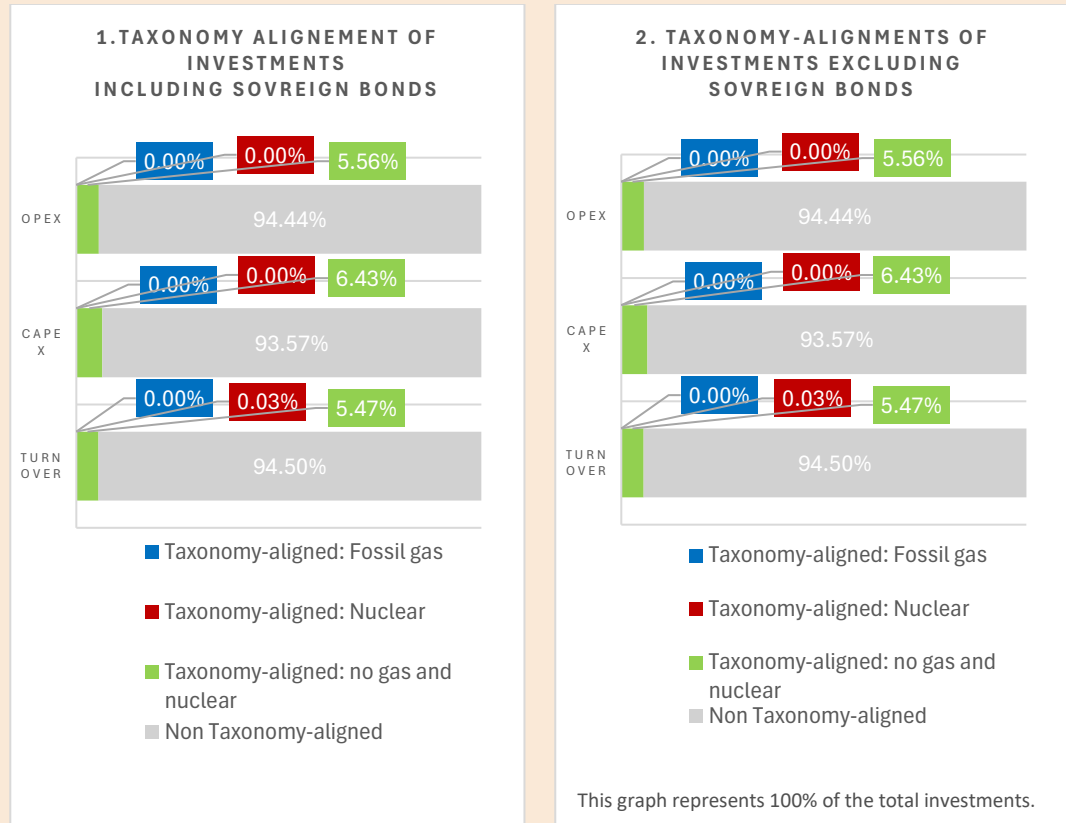 1.TAXONOMY ALIGNEMENT OF
INVESTMENTS
INCLUDING SOVREIGN BONDS
0.00%
0.00%
5.56%
OPEX
94.44%
0.00%
0.00%
6.43%
CAPE
X
93.57%
0.00%
0.03%
5.47%
TURN
OVER
94.50%
Taxonomy-aligned: Fossil gas
Taxonomy-aligned: Nuclear
Taxonomy-aligned: no gas and
nuclear
Non Taxonomy-aligned
2. TAXONOMY-ALIGNMENTS OF
INVESTMENTS EXCLUDING
SOVREIGN BONDS
0.00%
0.00%
5.56%
OPEX
94.44%
0.00%
0.00%
6.43%
CAPE
X
93.57%
0.00%
0.03%
5.47%
TURN
OVER
94.50%
Taxonomy-aligned: Fossil gas
Taxonomy-aligned: Nuclear
Taxonomy-aligned: no gas and
nuclear
Non Taxonomy-aligned
This graph represents 100% of the total investments.